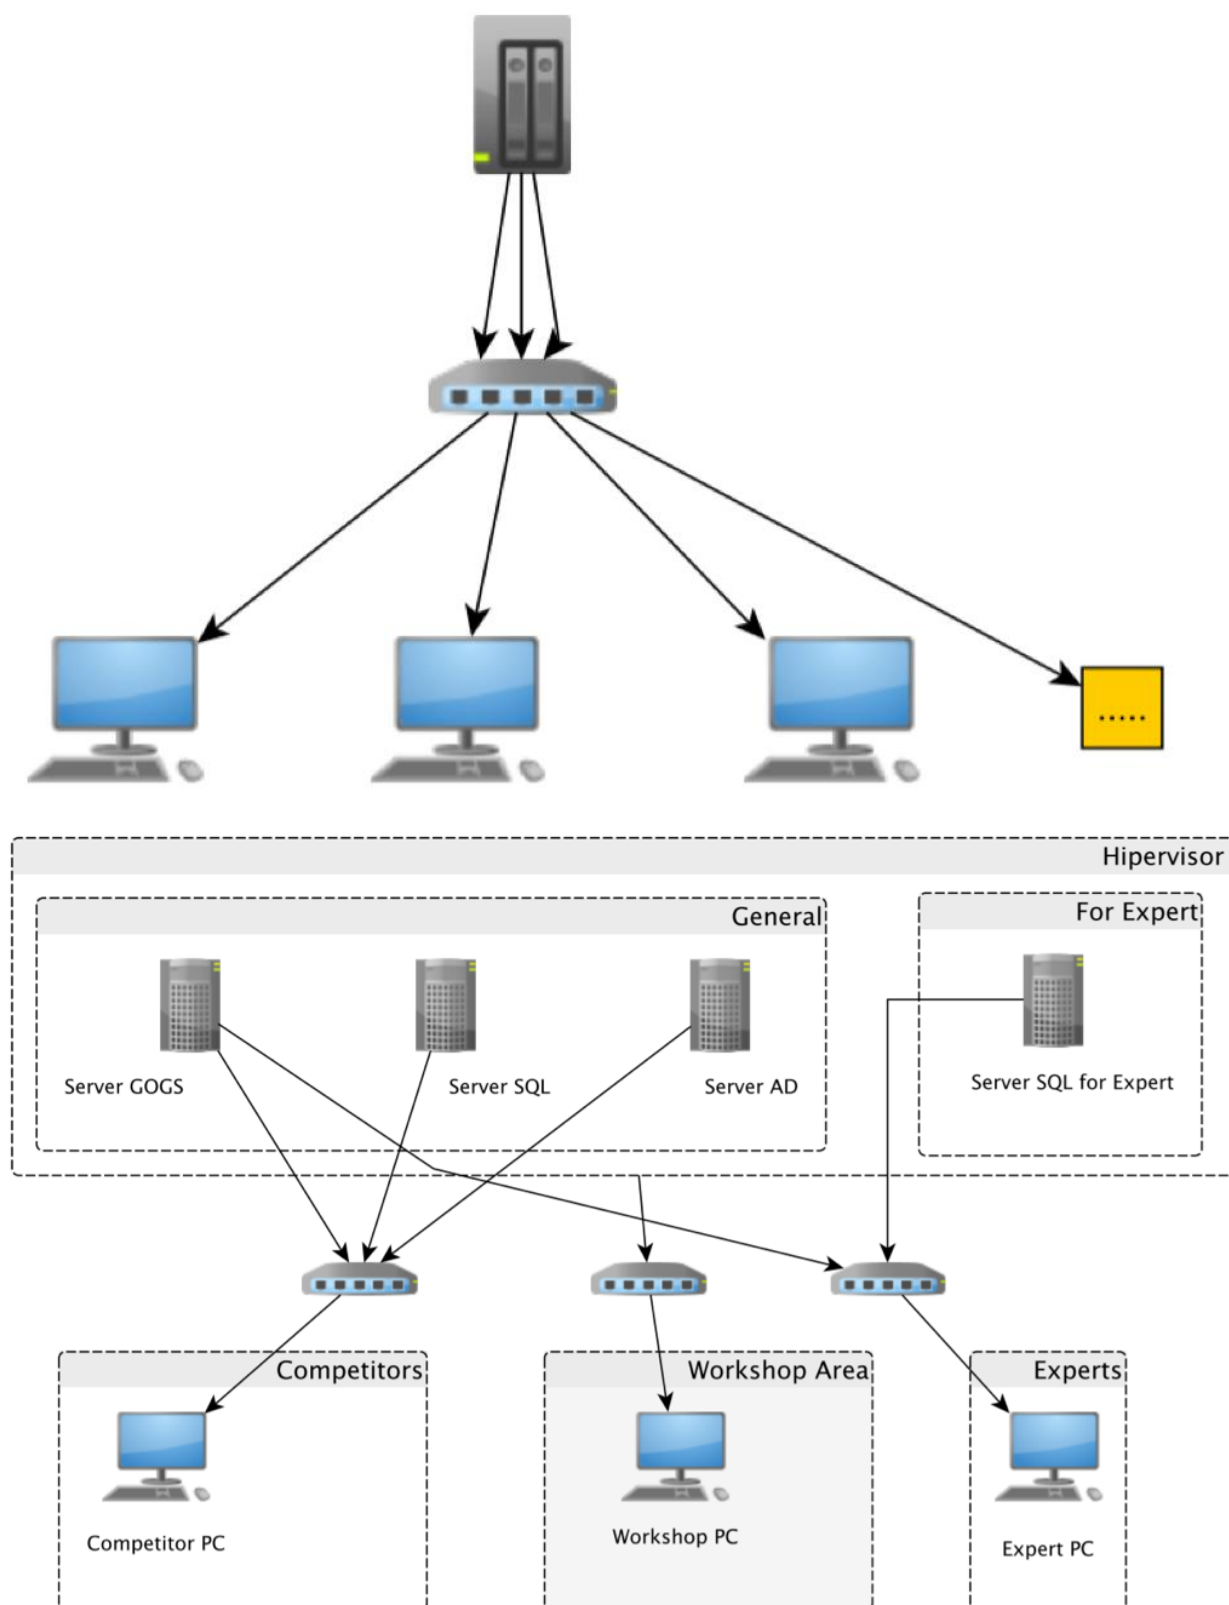 .....
Hipervisor
General
For Expert
Server GOGS
Server SQL
Server AD
Server SQL for Expert
Competitors
Workshop Area
Experts
Competitor PC
Workshop PC
Expert PC